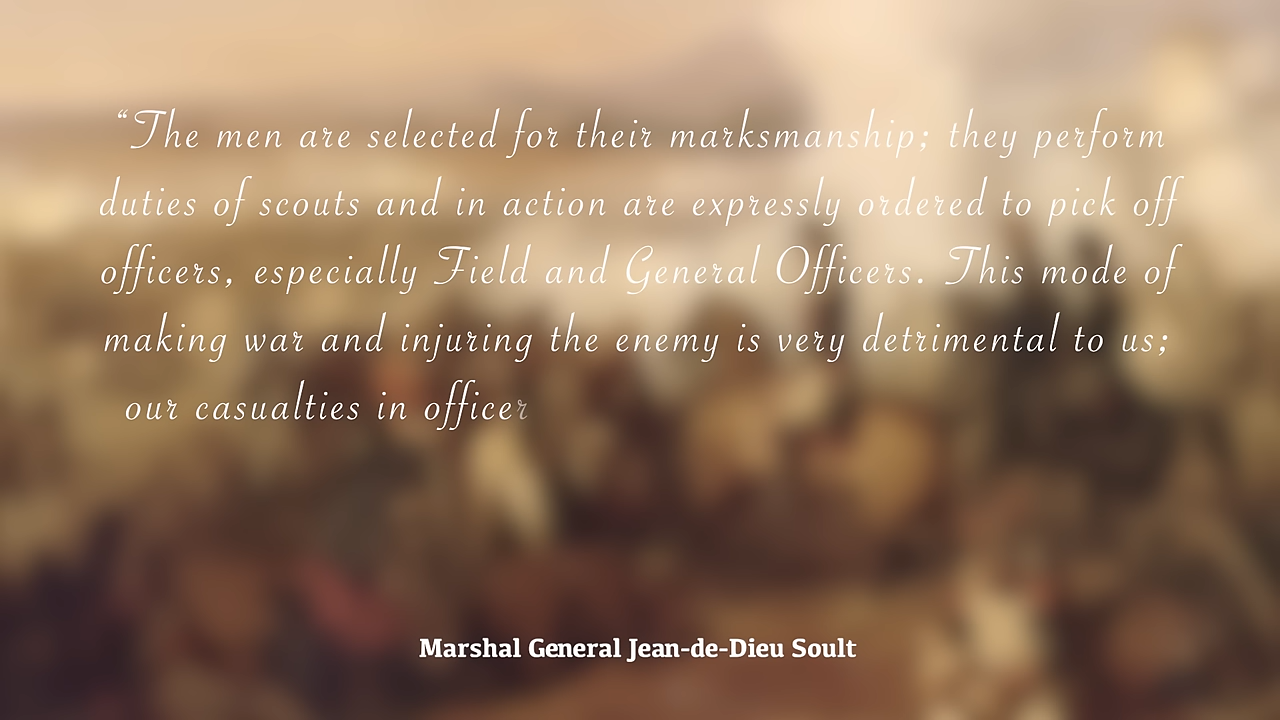 “The men are selected for their marksmanship; they perform
duties of scouts and in action are expressly ordered to pick off
officers, especially Field and General Officers. This mode of
making war and injuring the enemy is very detrimental to us;
our casualties in officer
Marshal General Jean-de-Dieu Soult